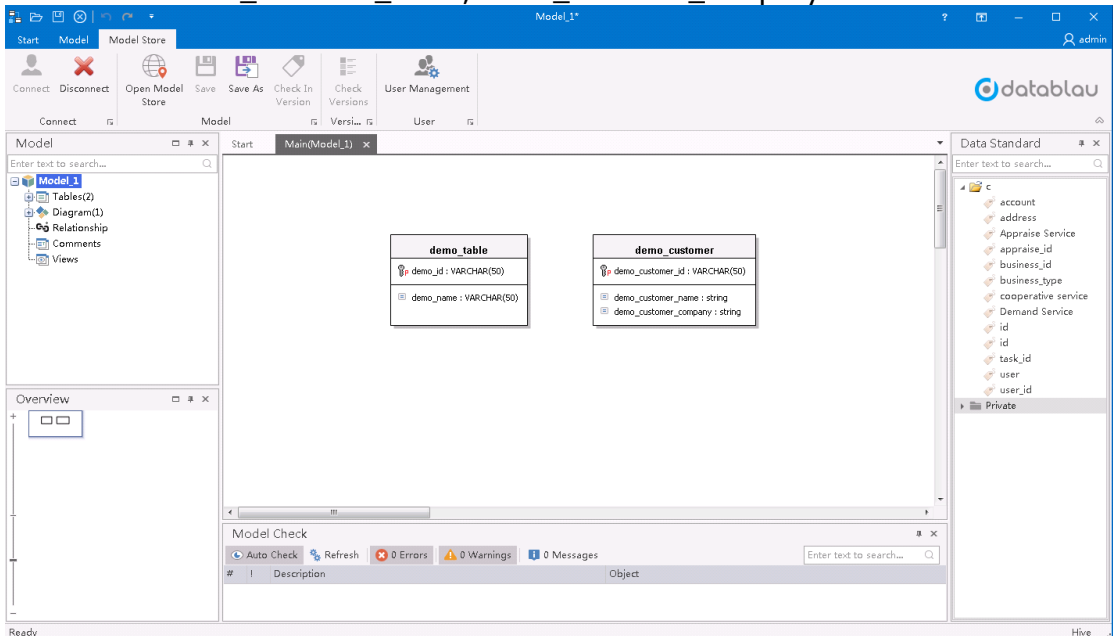 Model_1*
Start Model Model Store
admin
Connect Disconnect Open Model Store Save Save As Check In Version Check Versions User Management
Connect Model Versi... User
datablau
Model
Enter text to search...
Model_1
Tables(2)
Diagram(1)
Relationship
Comments
Views
Overview
Start Main(Model_1)
demo_table
demo_id : VARCHAR(50)
demo_name : VARCHAR(50)
demo_customer
demo_customer_id : VARCHAR(50)
demo_customer_name : string
demo_customer_company : string
Model Check
Auto Check Refresh 0 Errors 0 Warnings 0 Messages
Enter text to search...
# ! Description Object
Data Standard
Enter text to search...
c
account
address
Appraise Service
appraise_id
business_id
business_type
cooperative service
Demand Service
id
id
task_id
user
user_id
Private
Ready
Hive